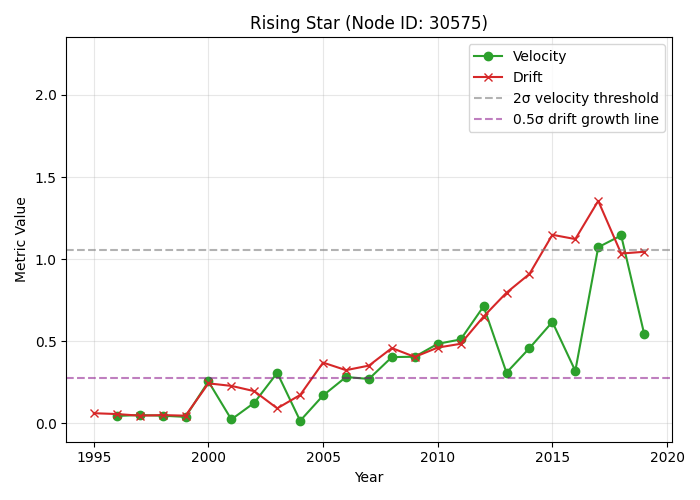 Rising Star (Node ID: 30575)
Velocity
Drift
2σ velocity threshold
0.5σ drift growth line
Metric Value
2.0
1.5
1.0
0.5
0.0
1995 2000 2005 2010 2015 2020
Year